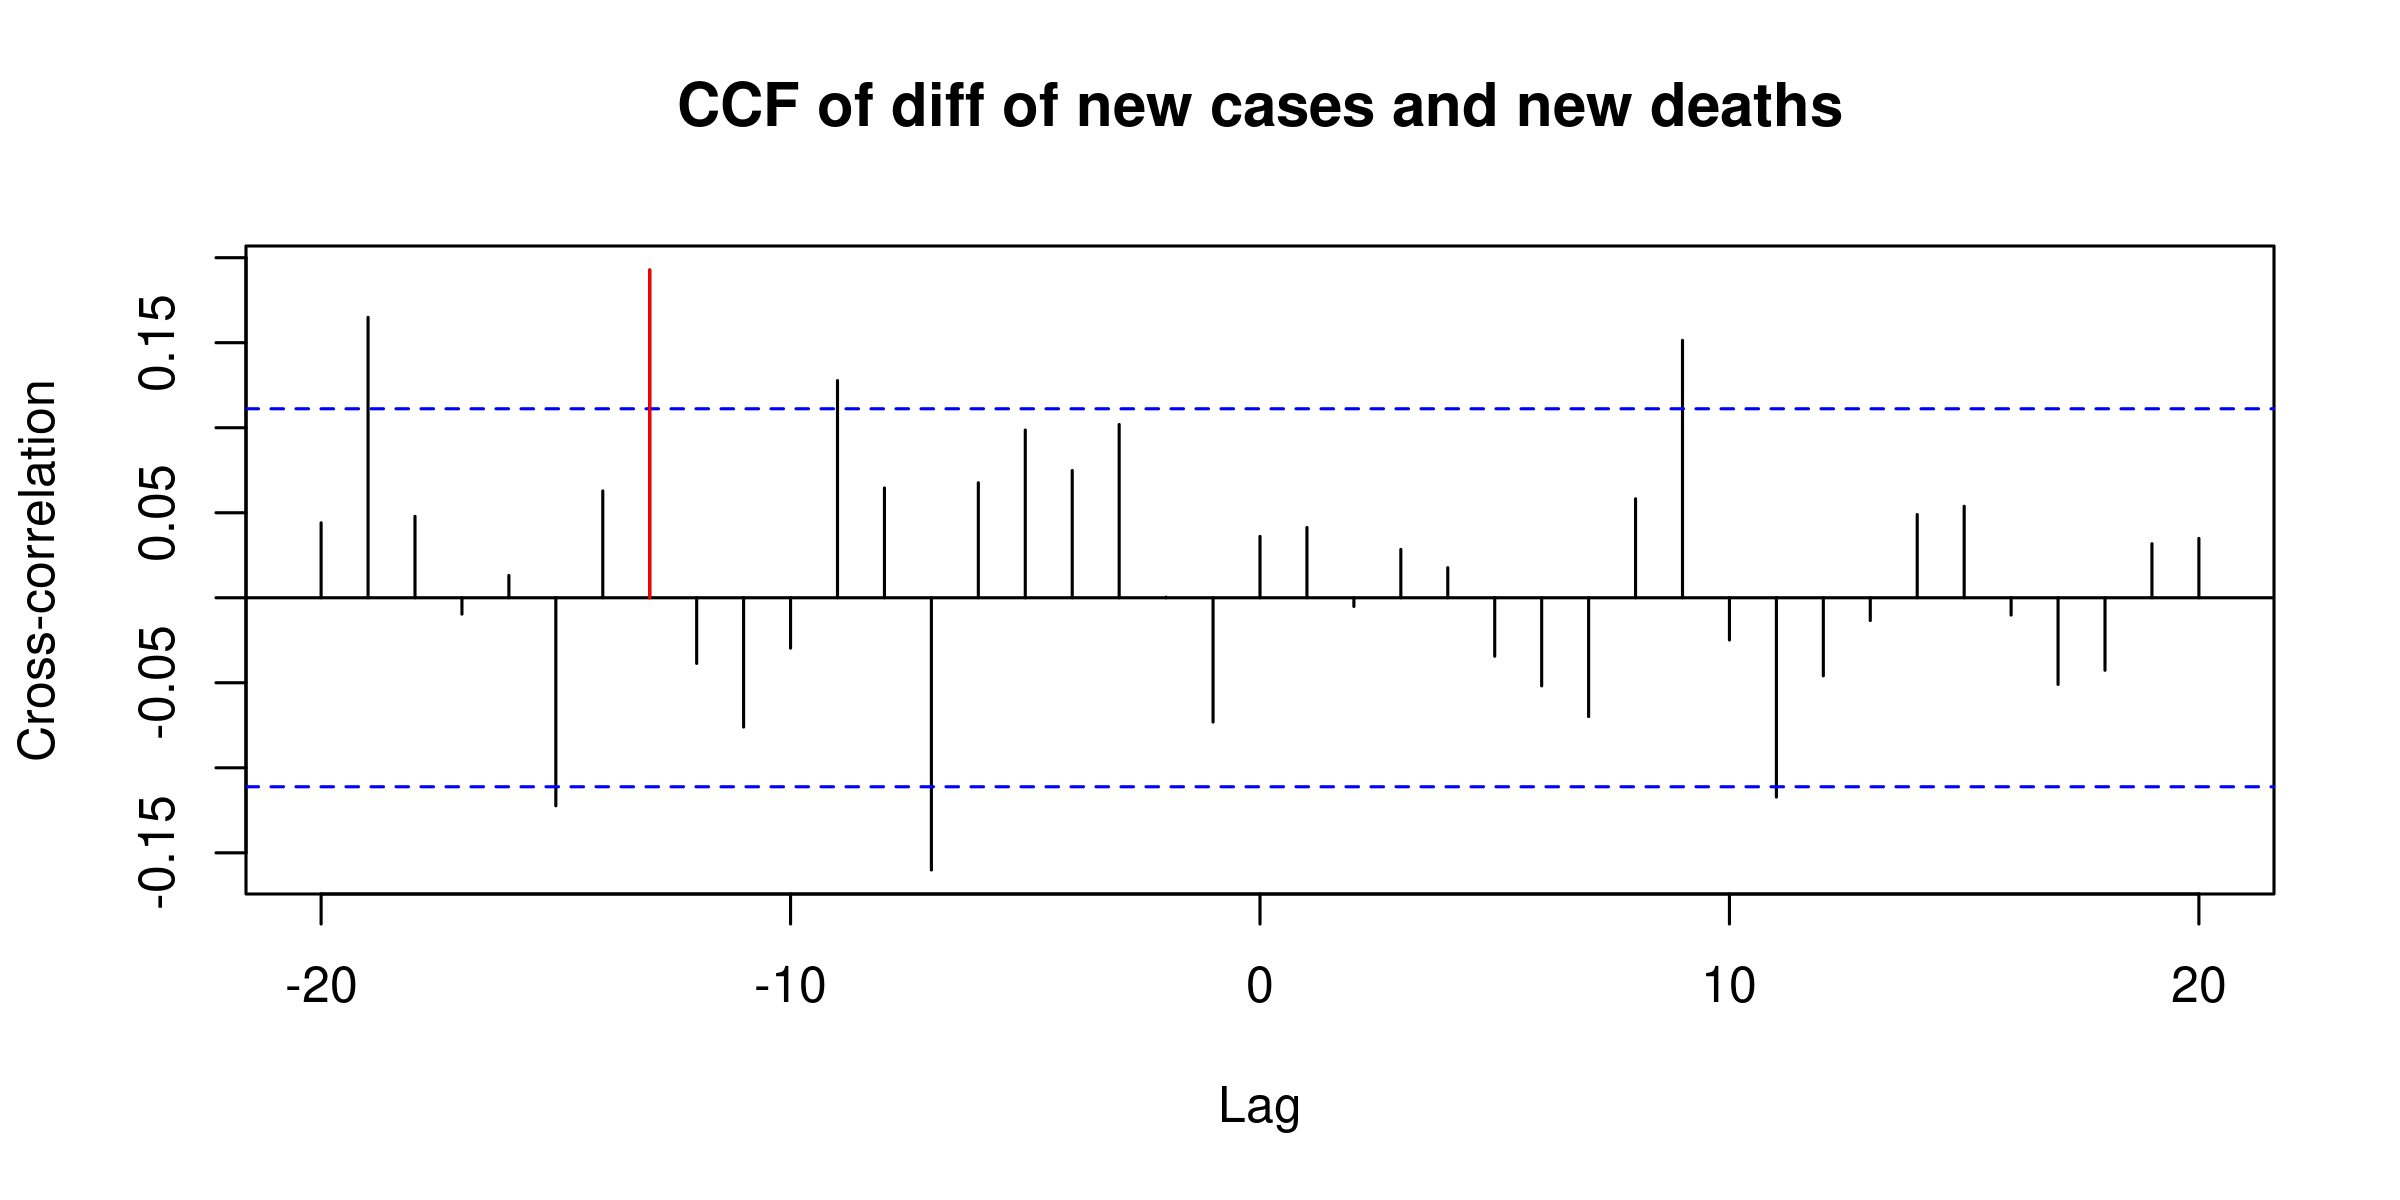 CCF of diff of new cases and new deaths
Cross-correlation
0.15
0.05
-0.05
-0.15
-20 -10 0 10 20
Lag